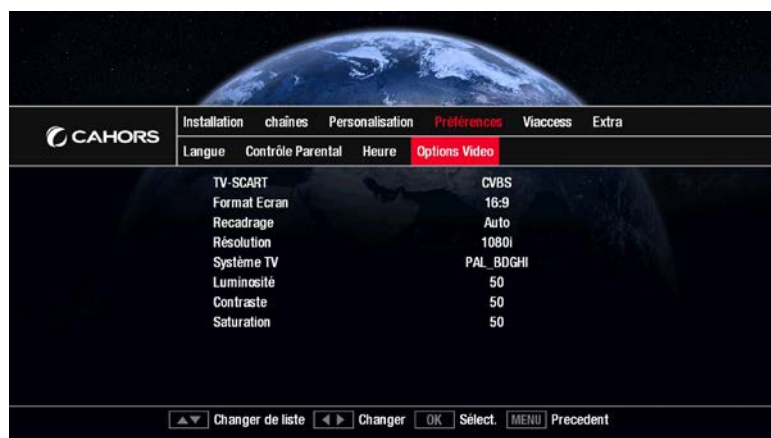 CAHORS
Installation chaînes Personalisation Préférences Viaccess Extra
Langue Contrôle Parental Heure Options Video
TV-SCART CVBS
Format Ecran 16:9
Recadrage Auto
Résolution 1080i
Système TV PAL_BDGHI
Luminosité 50
Contraste 50
Saturation 50
Changer de liste Changer OK Sélect. MENU Precedent